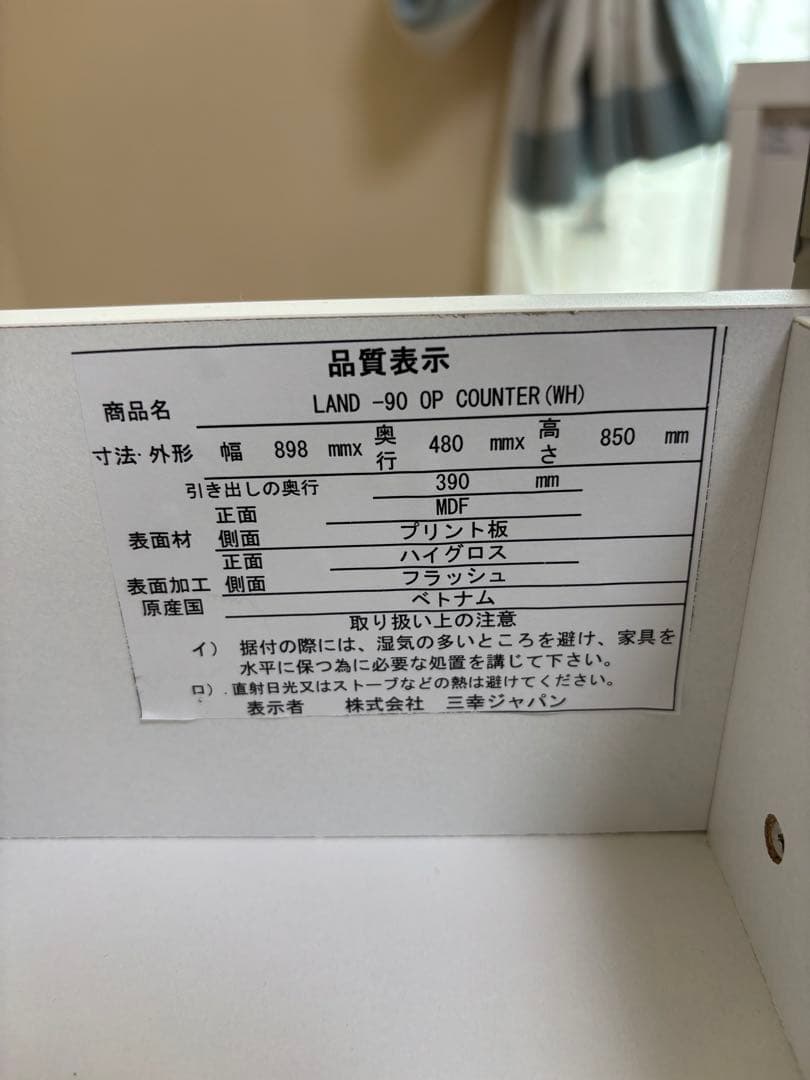 品質表示
商品名 LAND -90 OP COUNTER(WH)
寸法・外形 幅 898 mmx 奥行 480 mmx 高さ 850 mm
引き出しの奥行 390 mm
正面 MDF
表面材 側面 プリント板
正面 ハイグロス
表面加工 側面 フラッシュ
原産国 ベトナム
取り扱い上の注意
イ） 据付の際には、湿気の多いところを避け、家具を
水平に保つ為に必要な処置を講じて下さい。
ロ）.直射日光又はストーブなどの熱は避けてください。
表示者 株式会社 三幸ジャパン